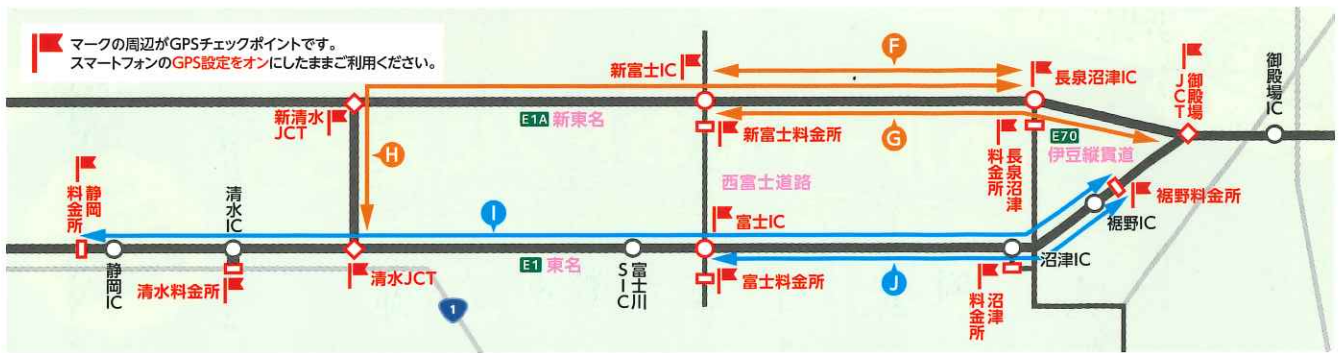 マークの周辺がGPSチェックポイントです。
スマートフォンのGPS設定をオンにしたままご利用ください。
新富士IC
F
長泉沼津IC
御殿場JCT
御殿場IC
新清水JCT
E1A 新東名
新富士料金所
G
長泉沼津料金所
E70
伊豆縦貫道
H
西富士道路
静岡料金所
清水IC
I
富士IC
裾野料金所
裾野IC
静岡IC
清水料金所
清水JCT
E1 東名
富士川SIC
富士料金所
J
沼津料金所
沼津IC
1